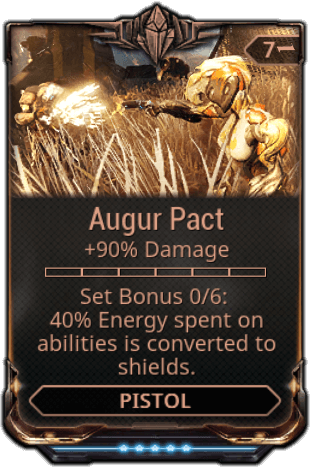 7
Augur Pact
+90% Damage
Set Bonus 0/6:
40% Energy spent on
abilities is converted to
shields.
PISTOL